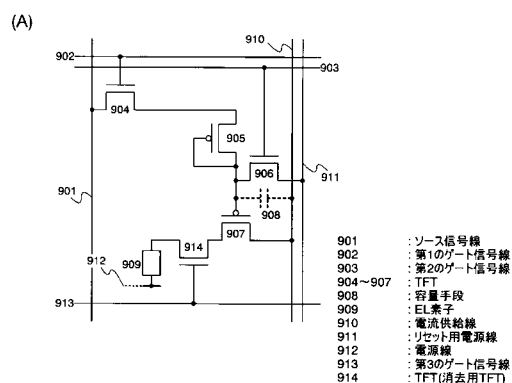 (A)
910
902
903
904
905
906
901
911
908
914
907
909
912
913
901 : ソース信号線
902 : 第1のゲート信号線
903 : 第2のゲート信号線
904～907 : TFT
908 : 容量手段
909 : EL素子
910 : 電流供給線
911 : リセット用電源線
912 : 電源線
913 : 第3のゲート信号線
914 : TFT(消去用TFT)